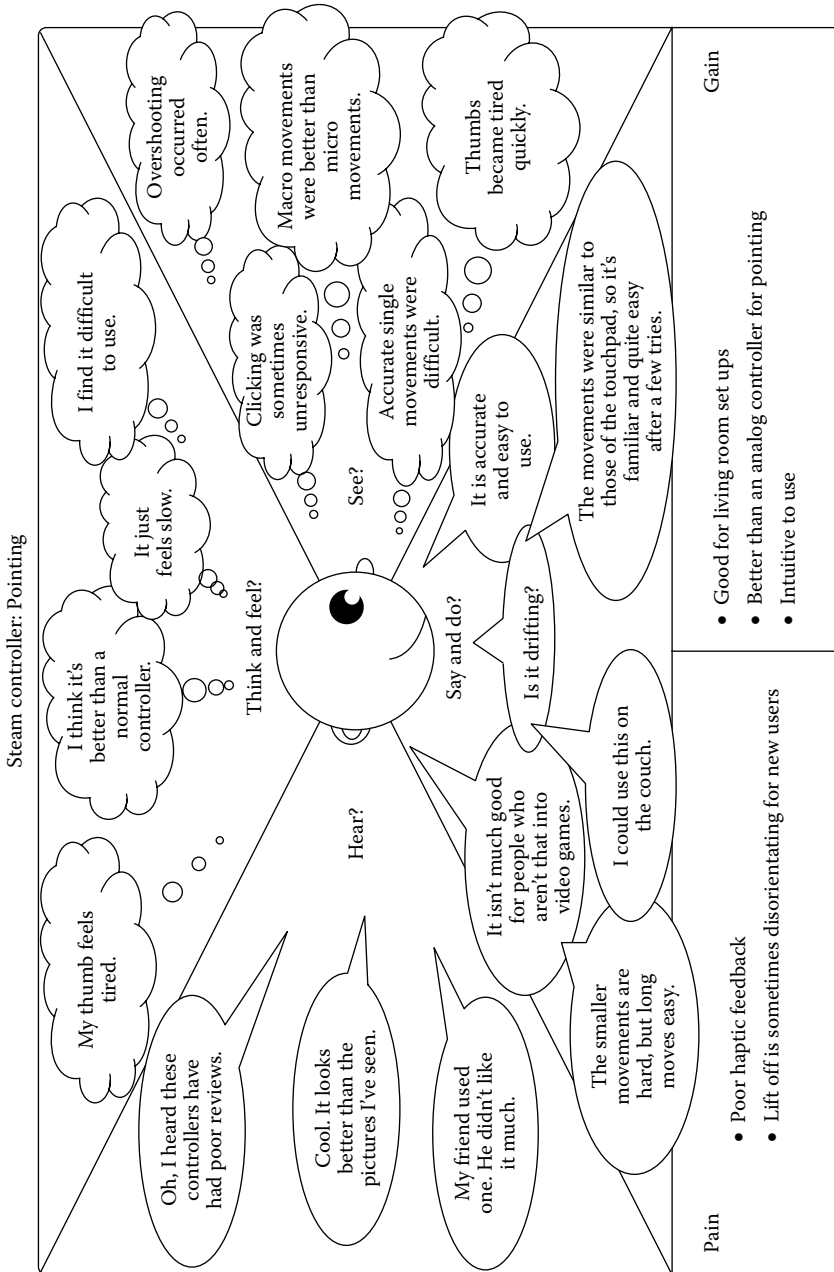 Steam controller: Pointing
Think and feel?
My thumb feels
tired.
I think it's
better than a
normal
controller.
It just
feels slow.
I find it difficult
to use.
Hear?
Oh, I heard these
controllers have
had poor reviews.
Cool. It looks
better than the
pictures I've seen.
My friend used
one. He didn't like
it much.
See?
Overshooting
occurred
often.
Clicking was
sometimes
unresponsive.
Macro movements
were better than
micro
movements.
Accurate single
movements were
difficult.
Thumbs
became tired
quickly.
Say and do?
It isn't much good
for people who
aren't that into
video games.
Is it drifting?
It is accurate
and easy to
use.
The smaller
movements are
hard, but long
moves easy.
I could use this on
the couch.
The movements were similar to
those of the touchpad, so it's
familiar and quite easy
after a few tries.
Pain
• Poor haptic feedback
• Lift off is sometimes disorientating for new users
Gain
• Good for living room set ups
• Better than an analog controller for pointing
• Intuitive to use